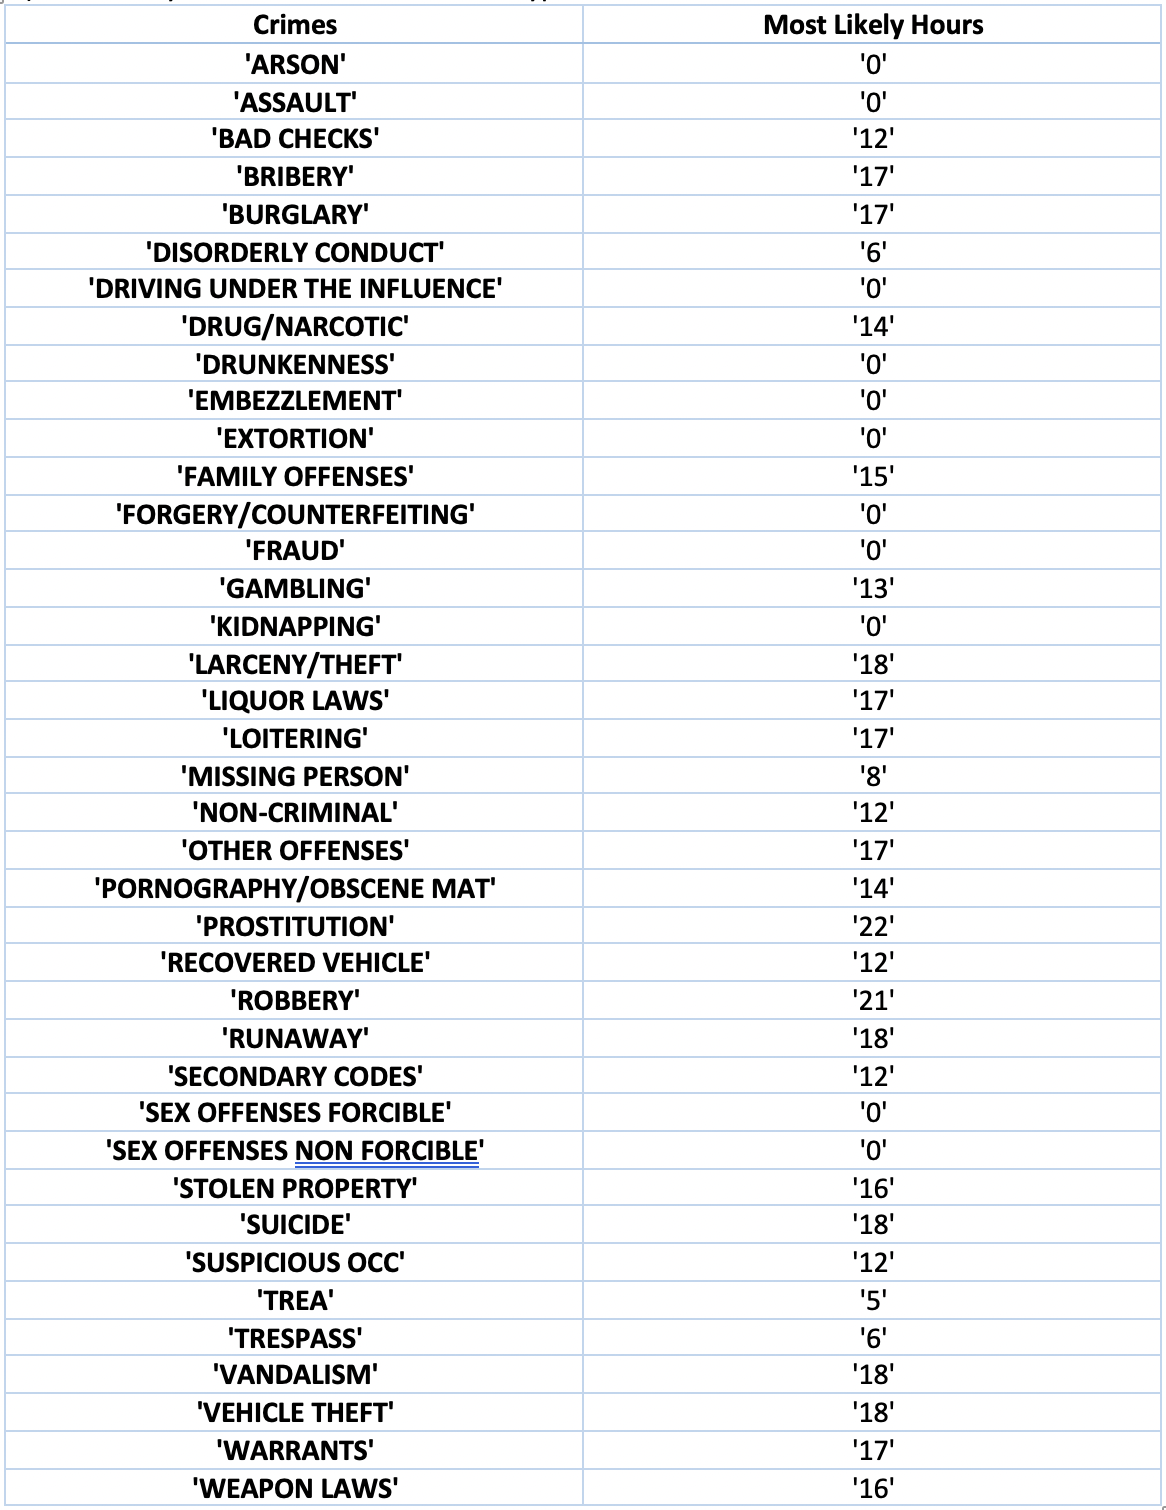 Crimes Most Likely Hours
'ARSON' '0'
'ASSAULT' '0'
'BAD CHECKS' '12'
'BRIBERY' '17'
'BURGLARY' '17'
'DISORDERLY CONDUCT' '6'
'DRIVING UNDER THE INFLUENCE' '0'
'DRUG/NARCOTIC' '14'
'DRUNKENNESS' '0'
'EMBEZZLEMENT' '0'
'EXTORTION' '0'
'FAMILY OFFENSES' '15'
'FORGERY/COUNTERFEITING' '0'
'FRAUD' '0'
'GAMBLING' '13'
'KIDNAPPING' '0'
'LARCENY/THEFT' '18'
'LIQUOR LAWS' '17'
'LOITERING' '17'
'MISSING PERSON' '8'
'NON-CRIMINAL' '12'
'OTHER OFFENSES' '17'
'PORNOGRAPHY/OBSCENE MAT' '14'
'PROSTITUTION' '22'
'RECOVERED VEHICLE' '12'
'ROBBERY' '21'
'RUNAWAY' '18'
'SECONDARY CODES' '12'
'SEX OFFENSES FORCIBLE' '0'
'SEX OFFENSES NON FORCIBLE' '0'
'STOLEN PROPERTY' '16'
'SUICIDE' '18'
'SUSPICIOUS OCC' '12'
'TREA' '5'
'TRESPASS' '6'
'VANDALISM' '18'
'VEHICLE THEFT' '18'
'WARRANTS' '17'
'WEAPON LAWS' '16'